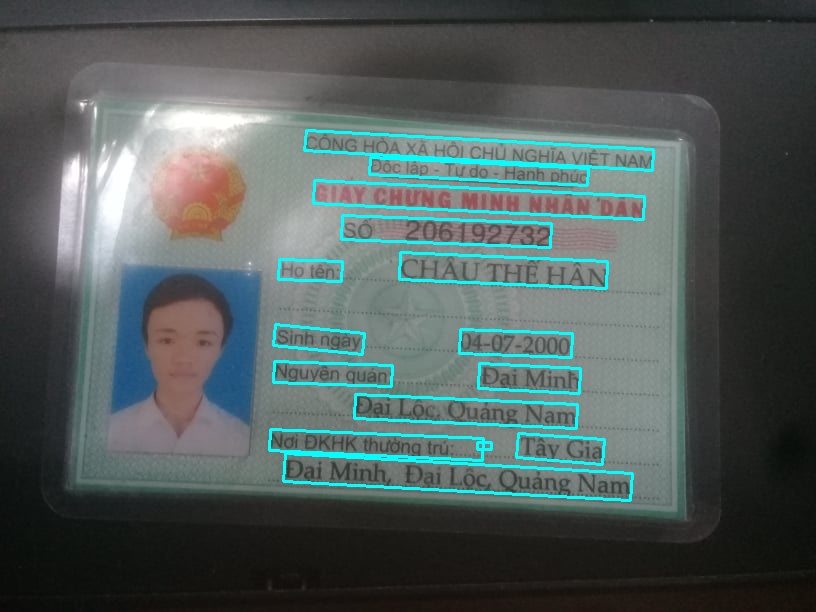 CỘNG HÒA XÃ HỘI CHỦ NGHĨA VIỆT NAM
Độc lập - Tự do - Hạnh phúc
GIẤY CHỨNG MINH NHÂN DÂN
SỐ 206192732
Họ tên: CHÂU THẾ HÂN
Sinh ngày 04-07-2000
Nguyên quán Đại Minh
Đại Lộc, Quảng Nam
Nơi ĐKHK thường trú: Tây Gia
Đại Minh, Đại Lộc, Quảng Nam